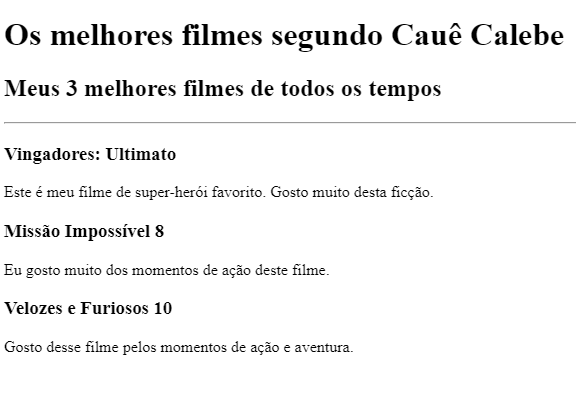 Os melhores filmes segundo Cauê Calebe
Meus 3 melhores filmes de todos os tempos
Vingadores: Ultimato
Este é meu filme de super-herói favorito. Gosto muito desta ficção.
Missão Impossível 8
Eu gosto muito dos momentos de ação deste filme.
Velozes e Furiosos 10
Gosto desse filme pelos momentos de ação e aventura.